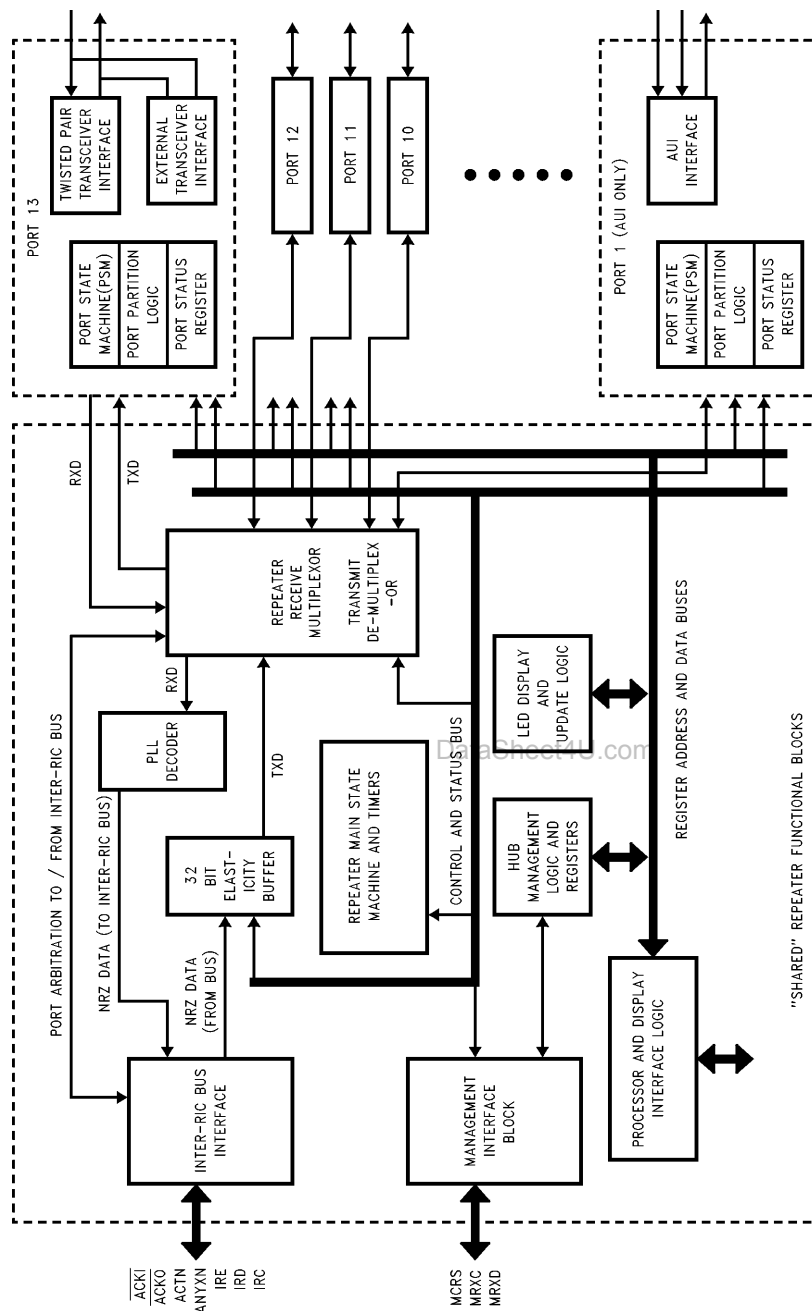 PORT 13
TWISTED PAIR
TRANSCEIVER
INTERFACE
EXTERNAL
TRANSCEIVER
INTERFACE
PORT STATE
MACHINE(PSM)
PORT PARTITION
LOGIC
PORT STATUS
REGISTER
PORT 12
PORT 11
PORT 10
PORT 1 (AUI ONLY)
AUI
INTERFACE
PORT STATE
MACHINE(PSM)
PORT PARTITION
LOGIC
PORT STATUS
REGISTER
RXD
TXD
REPEATER
RECEIVE
MULTIPLEXOR
TRANSMIT
DE-MULTIPLEX
-OR
PORT ARBITRATION TO / FROM INTER-RIC BUS
RXD
PLL
DECODER
NRZ DATA (TO INTER-RIC BUS)
TXD
32
BIT
ELAST-
ICITY
BUFFER
NRZ DATA
(FROM BUS)
REPEATER MAIN STATE
MACHINE AND TIMERS
CONTROL AND STATUS BUS
LED DISPLAY
AND
UPDATE LOGIC
HUB
MANAGEMENT
LOGIC AND
REGISTERS
REGISTER ADDRESS AND DATA BUSES
INTER-RIC BUS
INTERFACE
MANAGEMENT
INTERFACE
BLOCK
PROCESSOR AND DISPLAY
INTERFACE LOGIC
"SHARED" REPEATER FUNCTIONAL BLOCKS
ACKI
ACKO
ACTN
ANYXN
IRE
IRD
IRC
MCRS
MRXC
MRXD
DataSheet4U.com